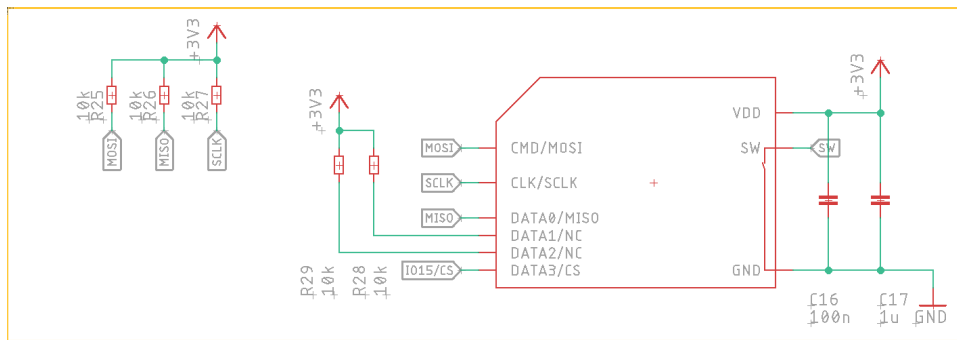 +3V3
10k
R25
10k
R26
10k
R27
MOSI
MISO
SCLK
+3V3
+3V3
VDD
MOSI
CMD/MOSI
SW
SW
SCLK
CLK/SCLK
MISO
DATA0/MISO
DATA1/NC
DATA2/NC
IO15/CS
DATA3/CS
GND
R29
10k
R28
10k
C16
100n
C17
1u
GND